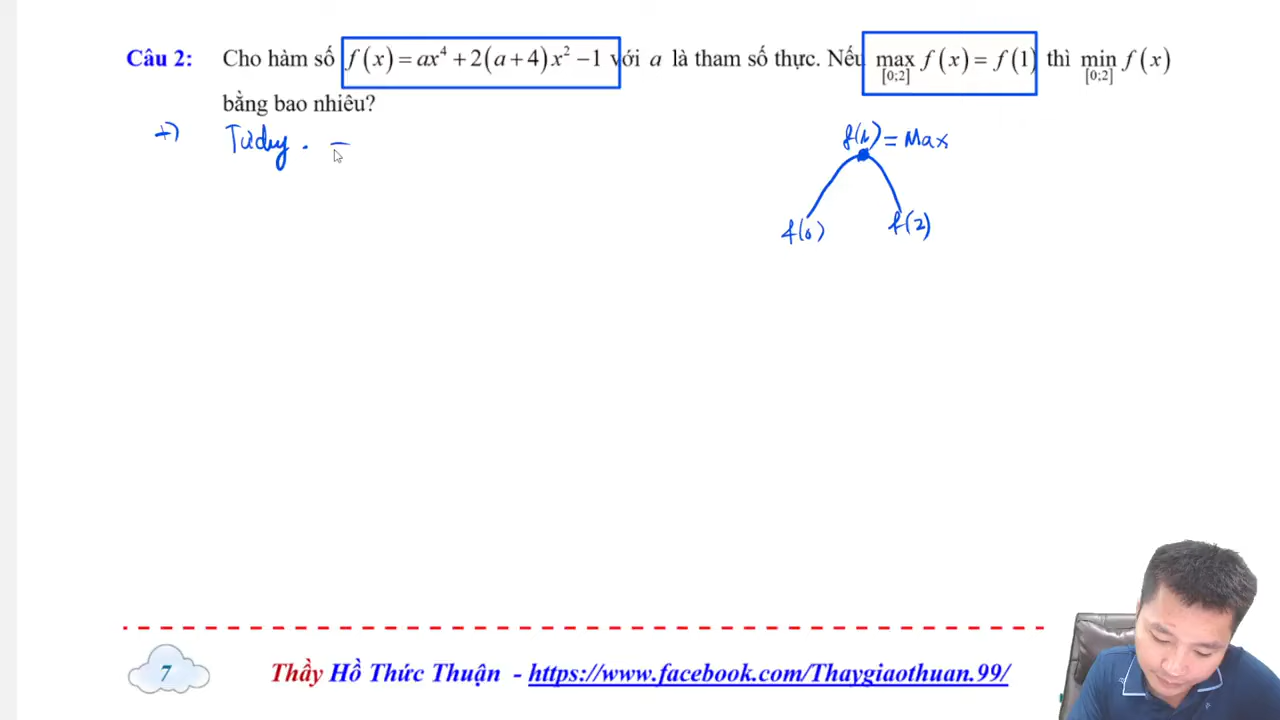 Câu 2: Cho hàm số f(x) = ax⁴ + 2(a+4)x² − 1 với a là tham số thực. Nếu max[0;2] f(x) = f(1) thì min[0;2] f(x)
bằng bao nhiêu?
+) Tư duy .
f(1) = Max
f(0) f(2)
7 Thầy Hồ Thức Thuận - https://www.facebook.com/Thaygiaothuan.99/